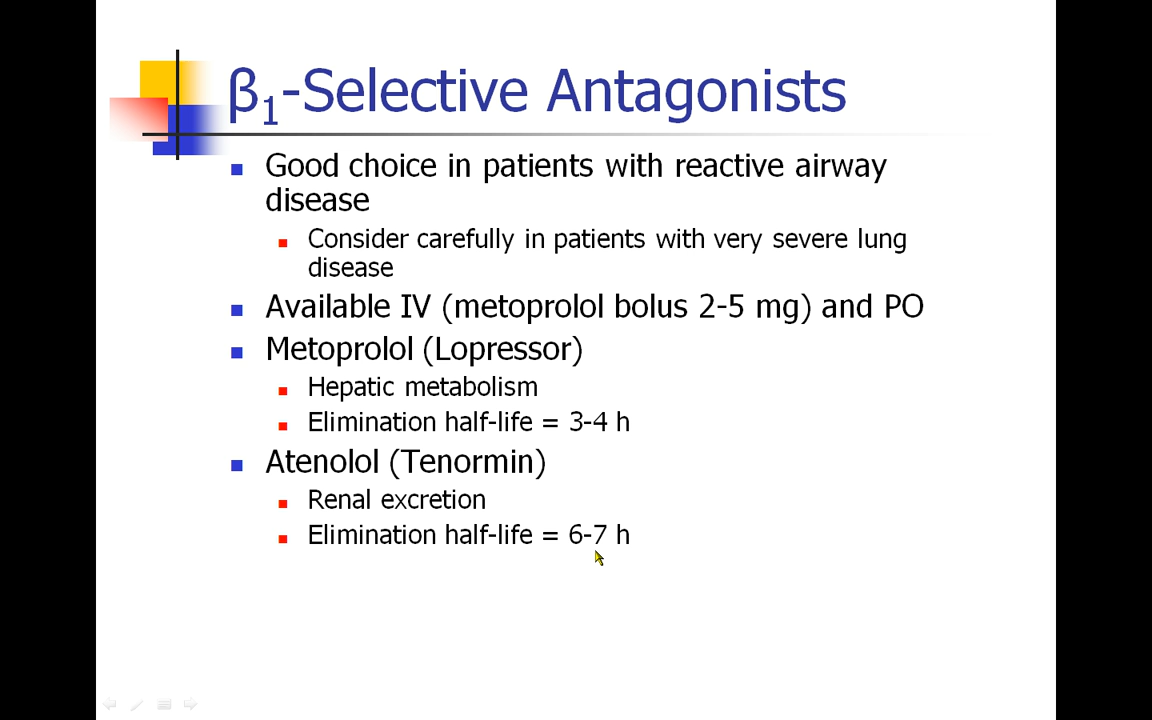 β1-Selective Antagonists
Good choice in patients with reactive airway
disease
Consider carefully in patients with very severe lung
disease
Available IV (metoprolol bolus 2-5 mg) and PO
Metoprolol (Lopressor)
Hepatic metabolism
Elimination half-life = 3-4 h
Atenolol (Tenormin)
Renal excretion
Elimination half-life = 6-7 h